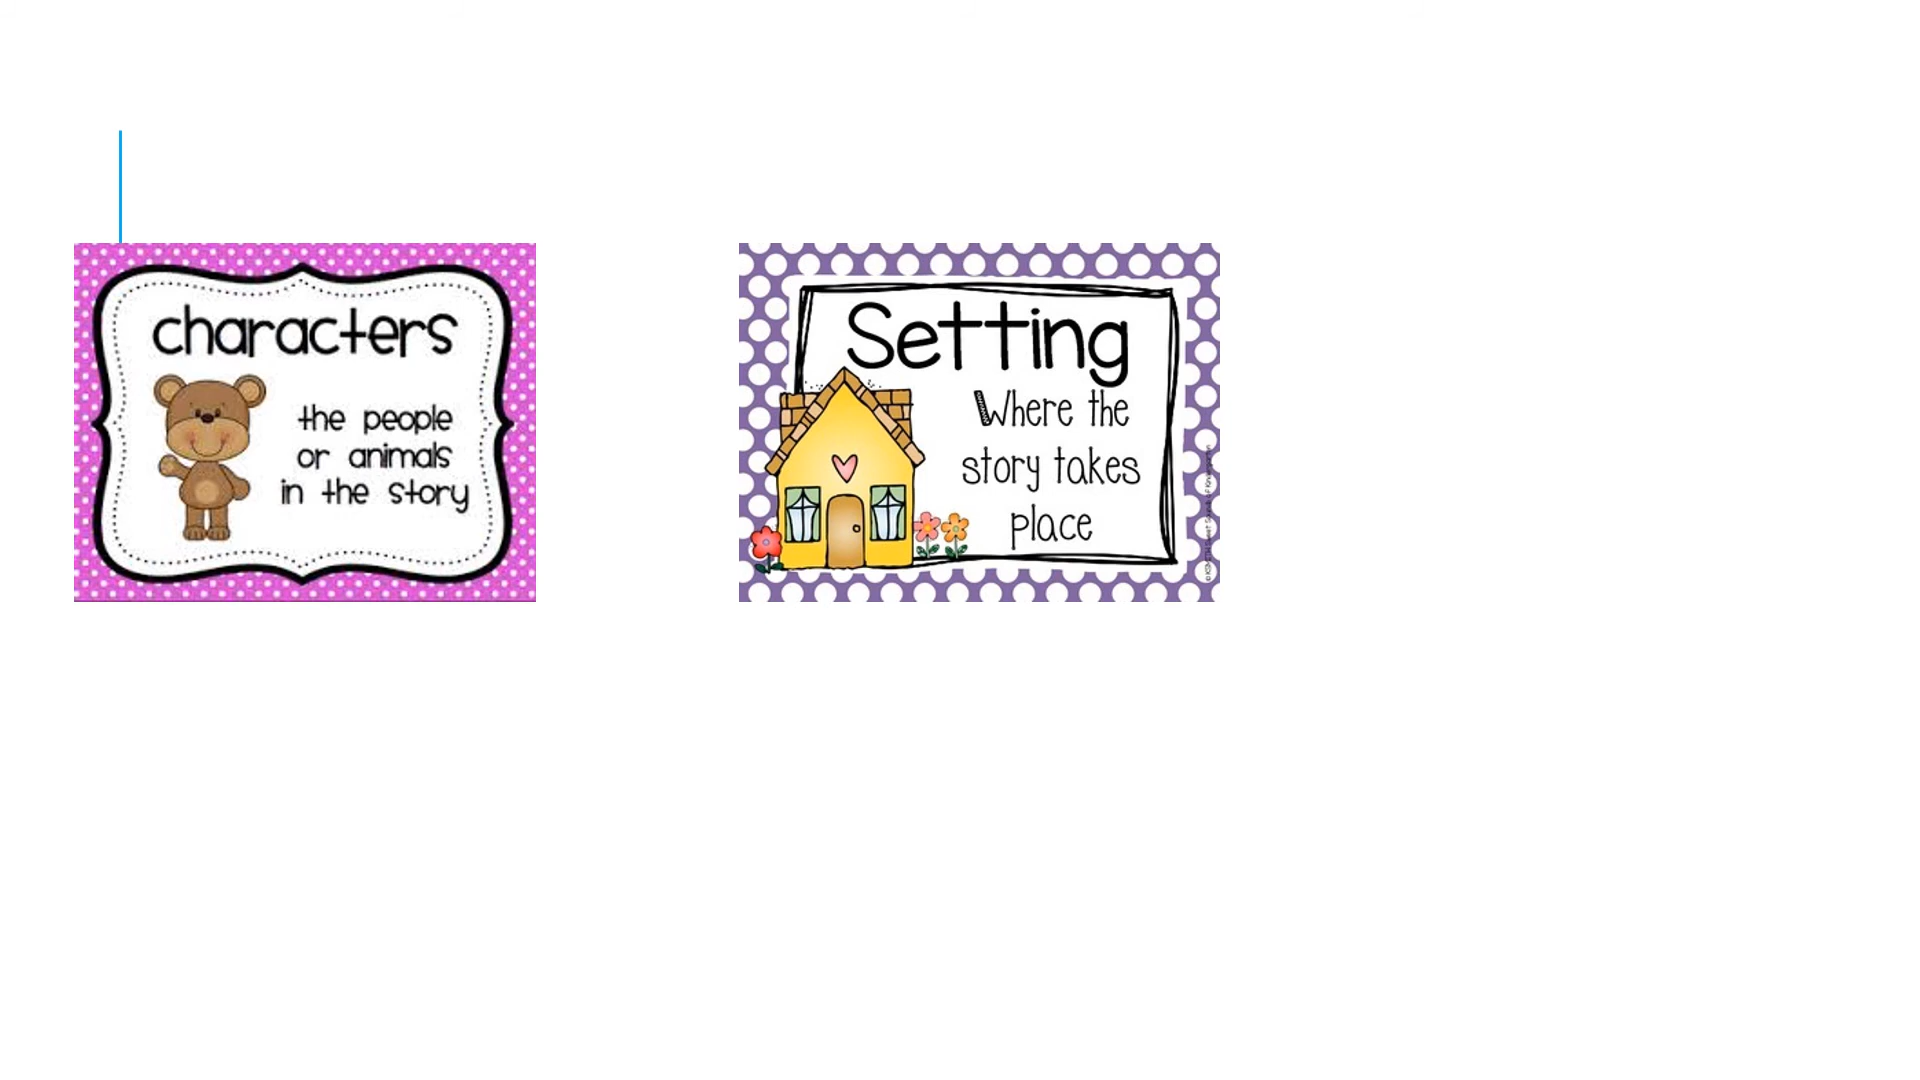 characters
the people
or animals
in the story
Setting
Where the
story takes
place